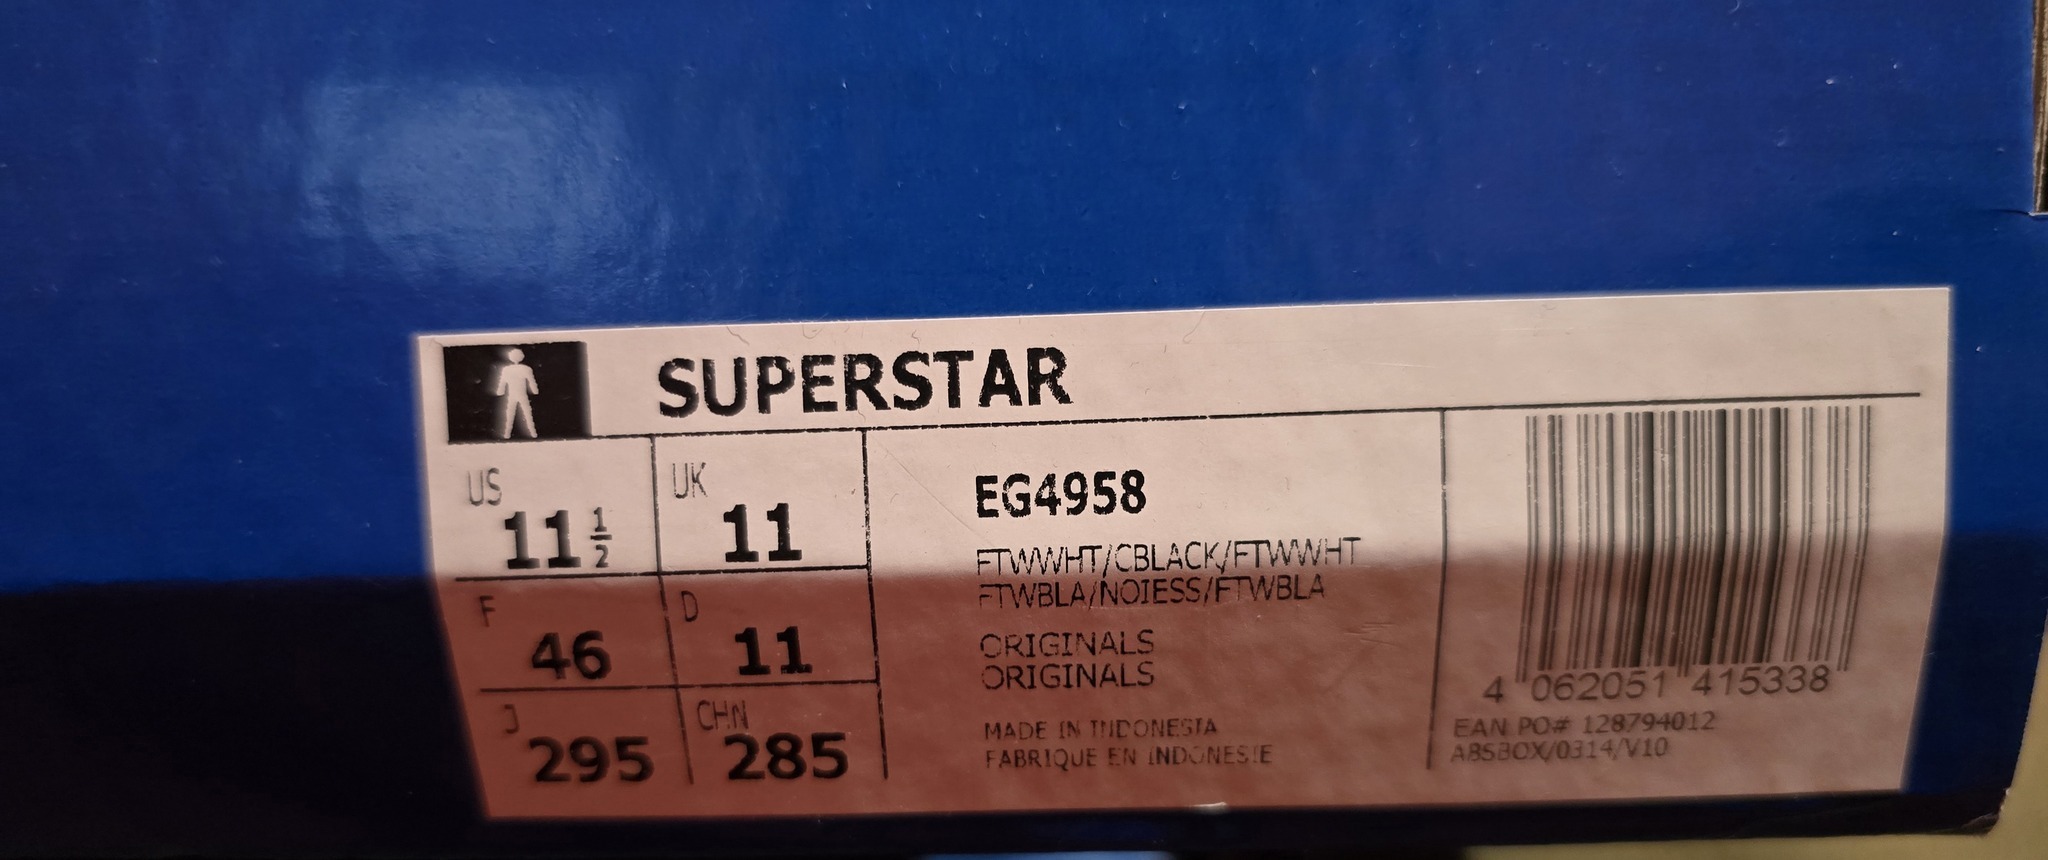 SUPERSTAR
US 11 1/2 UK 11
F 46 D 11
J 295 CHN 285
EG4958
FTWWHT/CBLACK/FTWWHT
FTWBLA/NOIESS/FTWBLA
ORIGINALS
ORIGINALS
MADE IN INDONESIA
FABRIQUE EN INDONESIE
4 062051 415338
EAN PO# 128794012
ABSBOX/0314/V10